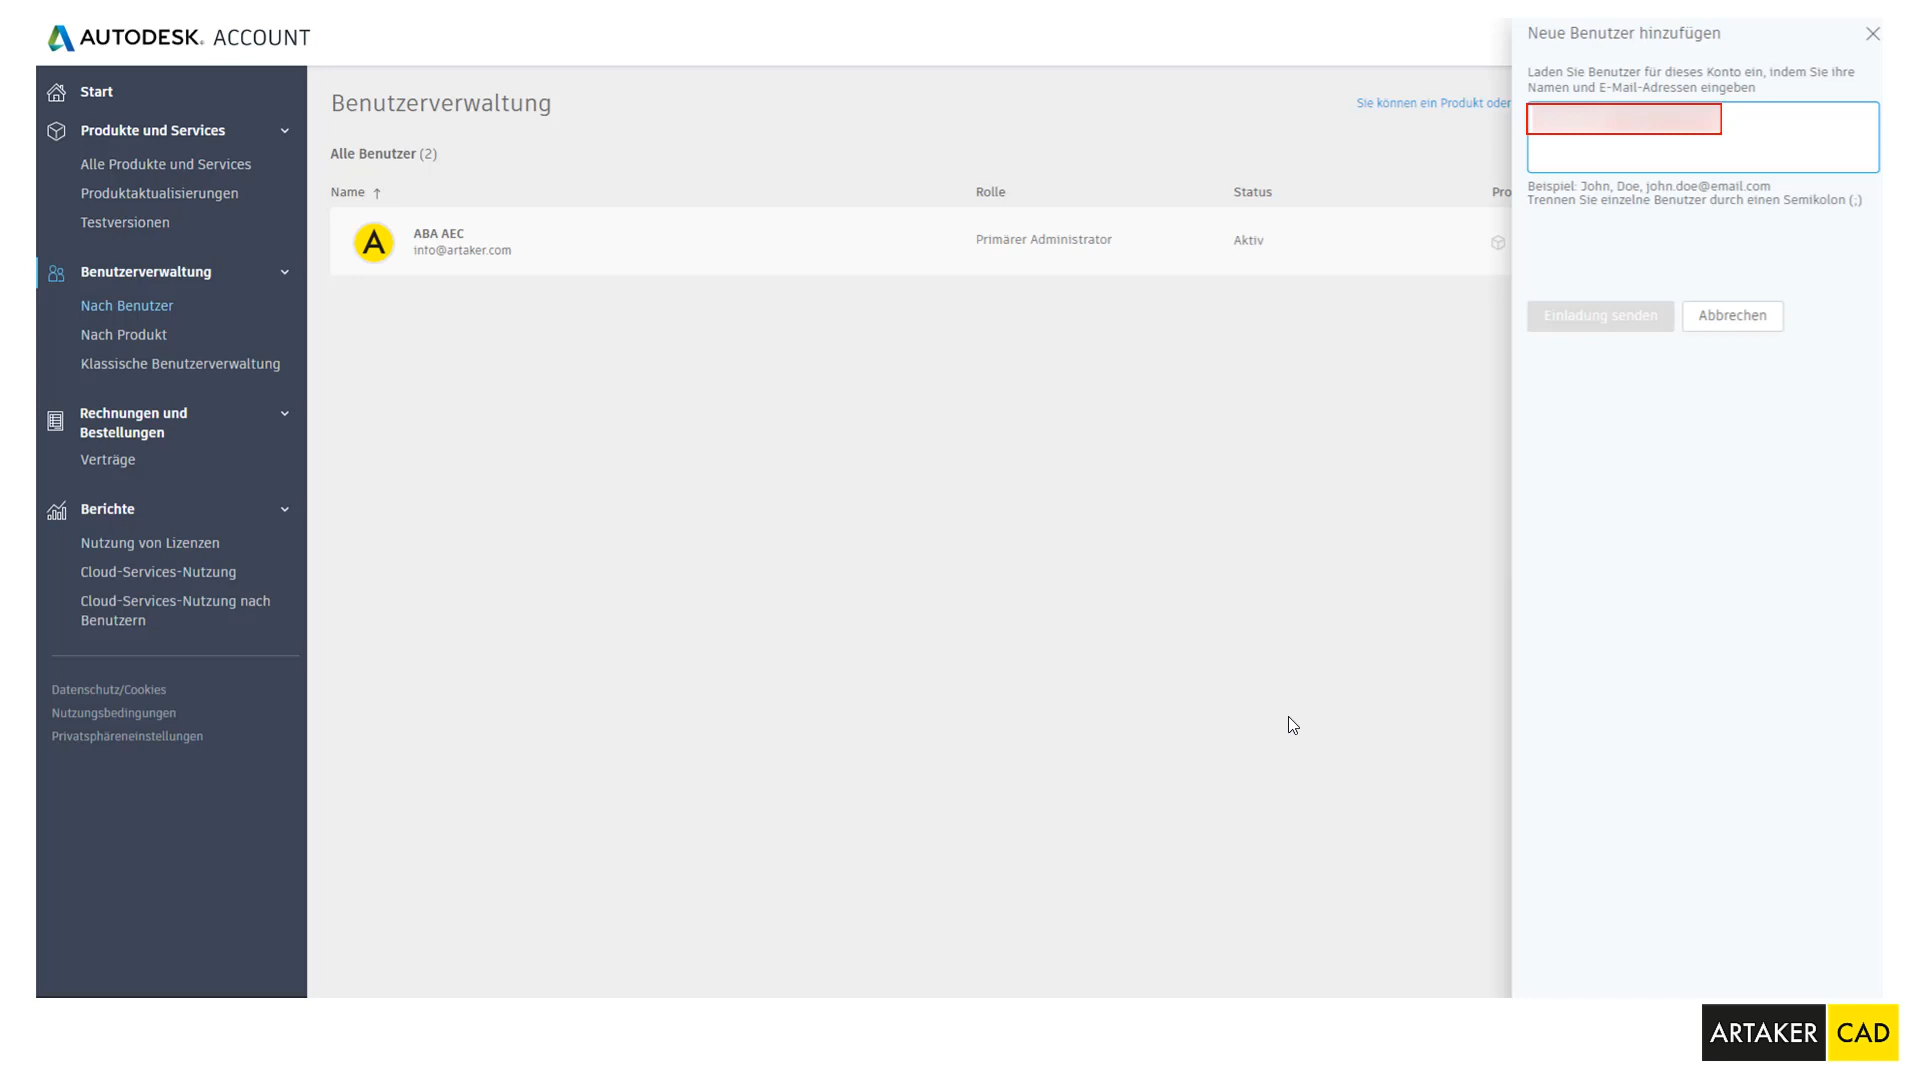 AUTODESK. ACCOUNT
Start
Produkte und Services
Alle Produkte und Services
Produktaktualisierungen
Testversionen
Benutzerverwaltung
Nach Benutzer
Nach Produkt
Klassische Benutzerverwaltung
Rechnungen und
Bestellungen
Verträge
Berichte
Nutzung von Lizenzen
Cloud-Services-Nutzung
Cloud-Services-Nutzung nach
Benutzern
Datenschutz/Cookies
Nutzungsbedingungen
Privatsphäreneinstellungen
Benutzerverwaltung
Sie können ein Produkt oder
Alle Benutzer (2)
Name ↑ Rolle Status Pro
A
ABA AEC
info@artaker.com
Primärer Administrator
Aktiv
Neue Benutzer hinzufügen
Laden Sie Benutzer für dieses Konto ein, indem Sie ihre
Namen und E-Mail-Adressen eingeben
Beispiel: John, Doe, john.doe@email.com
Trennen Sie einzelne Benutzer durch einen Semikolon (;)
Einladung senden
Abbrechen
ARTAKER CAD